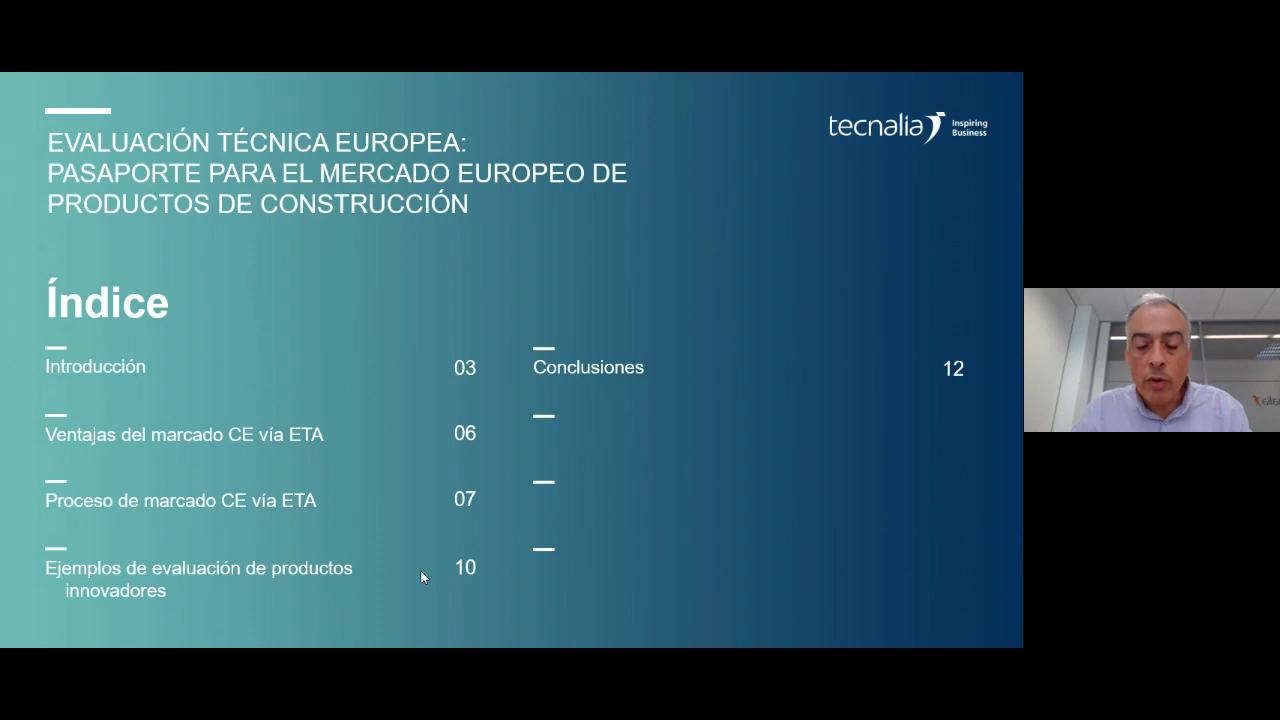 EVALUACIÓN TÉCNICA EUROPEA:
PASAPORTE PARA EL MERCADO EUROPEO DE
PRODUCTOS DE CONSTRUCCIÓN
tecnalia
Inspiring
Business
Índice
Introducción 03
Ventajas del marcado CE vía ETA 06
Proceso de marcado CE vía ETA 07
Ejemplos de evaluación de productos 10
innovadores
Conclusiones 12